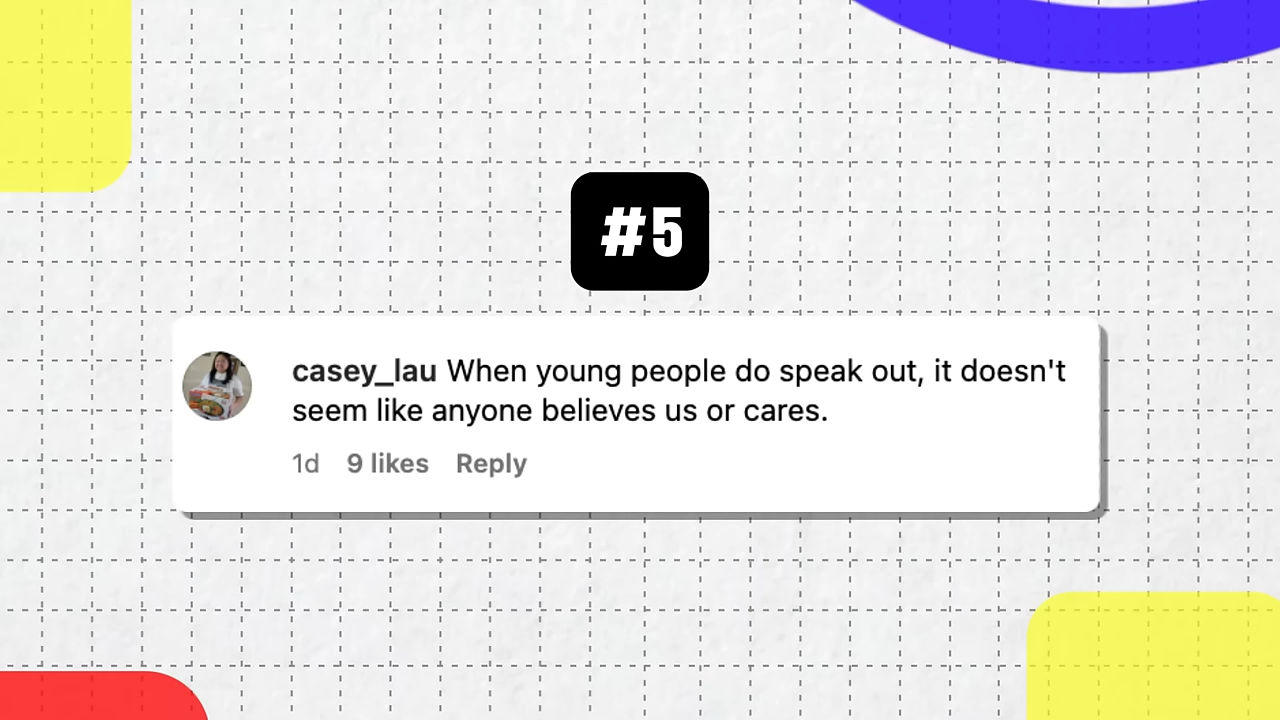 #5
casey_lau When young people do speak out, it doesn't
seem like anyone believes us or cares.
1d 9 likes Reply